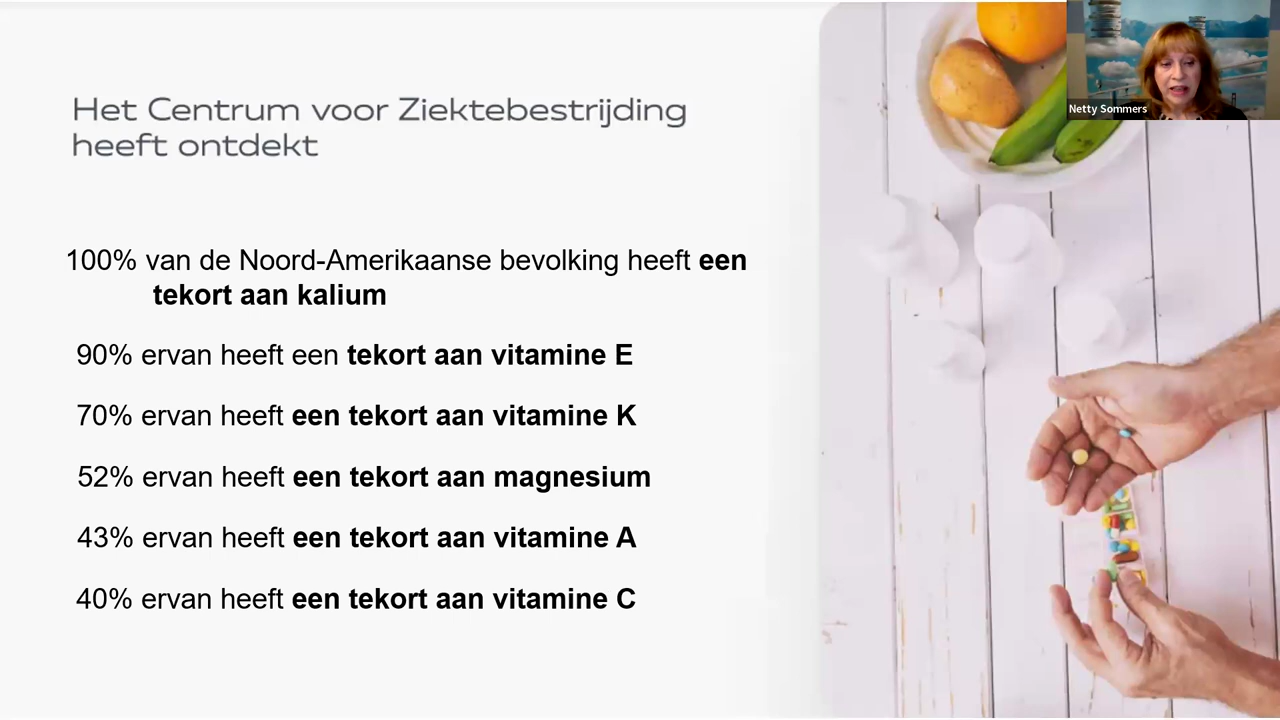 Het Centrum voor Ziektebestrijding
heeft ontdekt
100% van de Noord-Amerikaanse bevolking heeft een
tekort aan kalium
90% ervan heeft een tekort aan vitamine E
70% ervan heeft een tekort aan vitamine K
52% ervan heeft een tekort aan magnesium
43% ervan heeft een tekort aan vitamine A
40% ervan heeft een tekort aan vitamine C
Netty Sommers